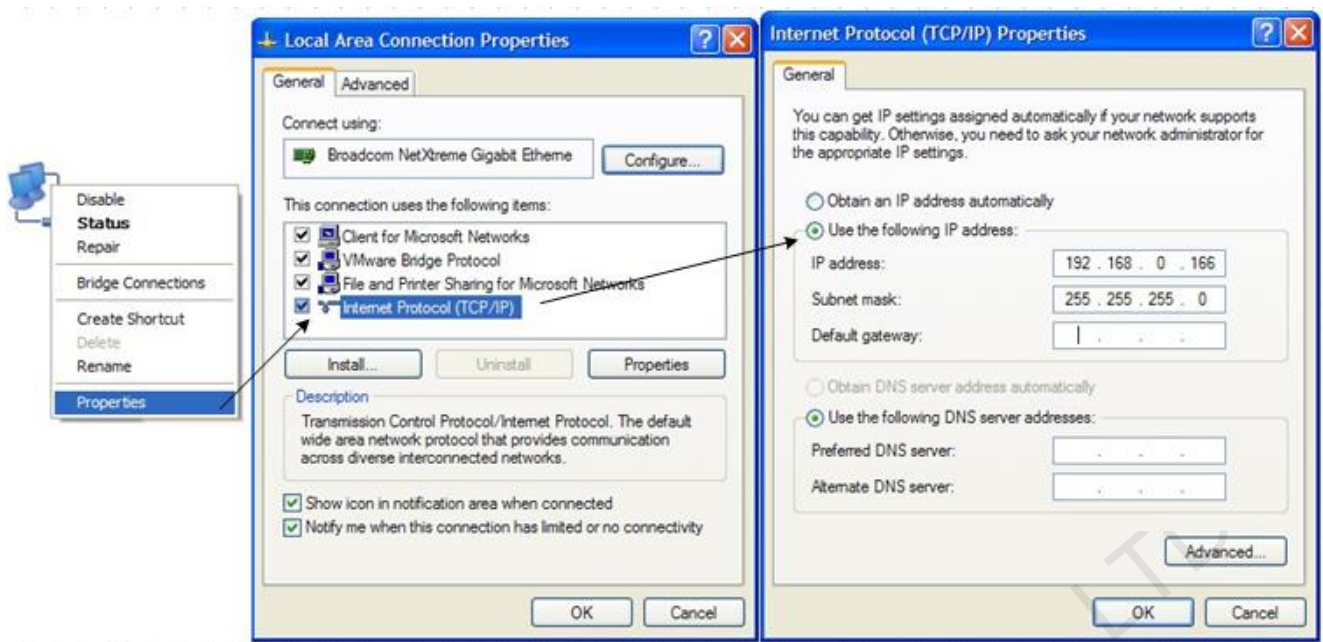 Disable
Status
Repair
Bridge Connections
Create Shortcut
Delete
Rename
Properties
Local Area Connection Properties
General
Advanced
Connect using:
Broadcom NetXtreme Gigabit Etheme
Configure...
This connection uses the following items:
Client for Microsoft Networks
VMware Bridge Protocol
File and Printer Sharing for Microsoft Networks
Internet Protocol (TCP/IP)
Install...
Uninstall
Properties
Description
Transmission Control Protocol/Internet Protocol. The default
wide area network protocol that provides communication
across diverse interconnected networks.
Show icon in notification area when connected
Notify me when this connection has limited or no connectivity
OK
Cancel
Internet Protocol (TCP/IP) Properties
General
You can get IP settings assigned automatically if your network supports
this capability. Otherwise, you need to ask your network administrator for
the appropriate IP settings.
Obtain an IP address automatically
Use the following IP address:
IP address: 192 . 168 . 0 . 166
Subnet mask: 255 . 255 . 255 . 0
Default gateway: . . .
Obtain DNS server address automatically
Use the following DNS server addresses:
Preferred DNS server: . . .
Alternate DNS server: . . .
Advanced...
OK
Cancel